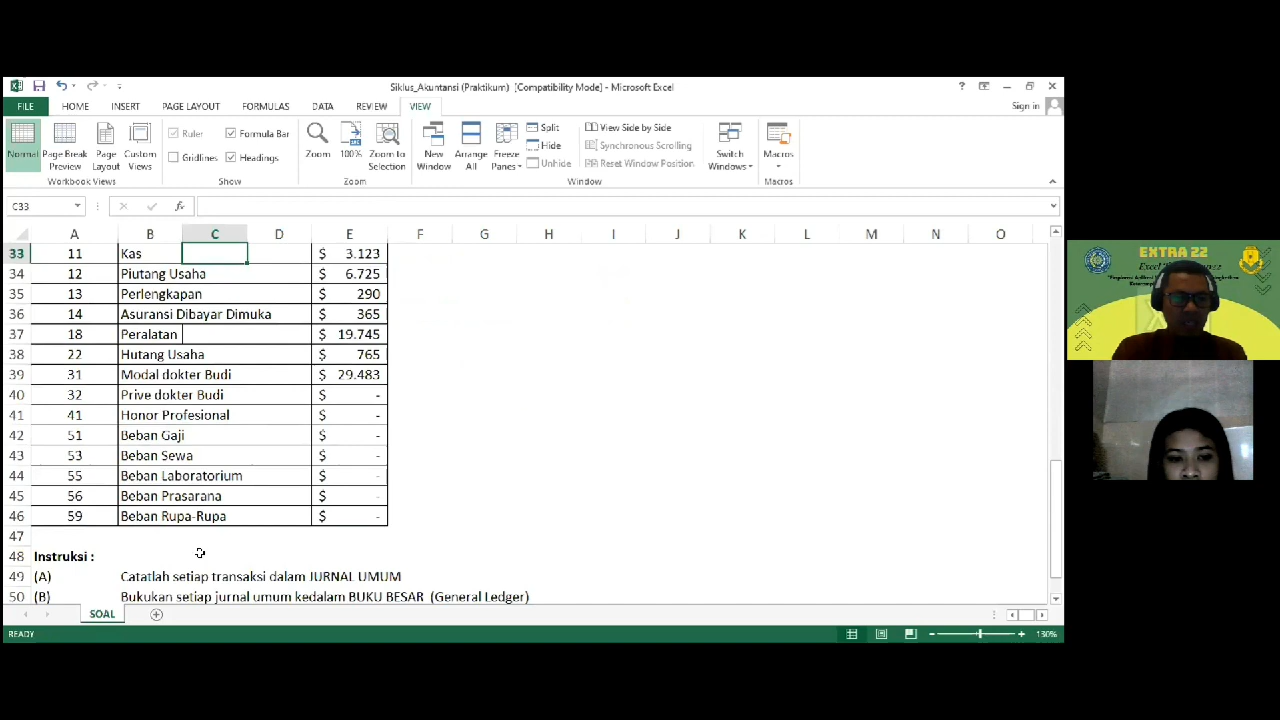 Siklus_Akuntansi (Praktikum) [Compatibility Mode] - Microsoft Excel
?
FILE HOME INSERT PAGE LAYOUT FORMULAS DATA REVIEW VIEW Sign in
Normal
Page Break Preview
Page Layout
Custom Views
Ruler
Formula Bar
Gridlines
Headings
Zoom
100%
Zoom to Selection
New Window
Arrange All
Freeze Panes
Split
Hide
Unhide
View Side by Side
Synchronous Scrolling
Reset Window Position
Switch Windows
Macros
Workbook Views Show Zoom Window Macros
C33 fx
A B C D E F G H I J K L M N O
33 11 Kas $ 3.123
34 12 Piutang Usaha $ 6.725
35 13 Perlengkapan $ 290
36 14 Asuransi Dibayar Dimuka $ 365
37 18 Peralatan $ 19.745
38 22 Hutang Usaha $ 765
39 31 Modal dokter Budi $ 29.483
40 32 Prive dokter Budi $ -
41 41 Honor Profesional $ -
42 51 Beban Gaji $ -
43 53 Beban Sewa $ -
44 55 Beban Laboratorium $ -
45 56 Beban Prasarana $ -
46 59 Beban Rupa-Rupa $ -
47
48 Instruksi :
49 (A) Catatlah setiap transaksi dalam JURNAL UMUM
50 (B) Bukukan setiap jurnal umum kedalam BUKU BESAR (General Ledger)
SOAL
READY 130%
EXTRA 22